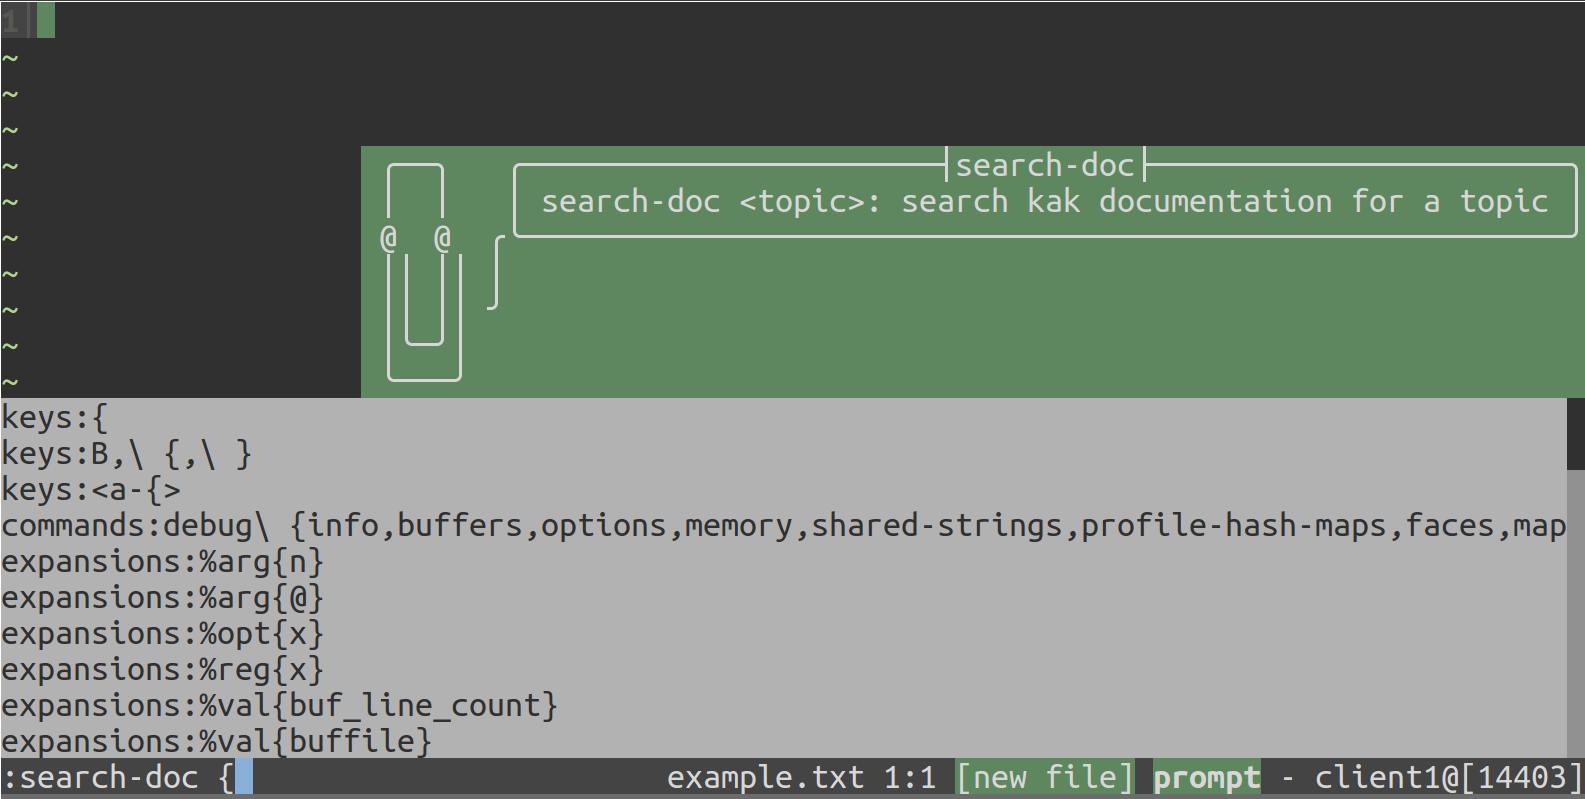 1
~
~
~
~
~
~
~
~
~
~
search-doc
search-doc <topic>: search kak documentation for a topic
@ @
keys:{
keys:B,\ {,\ }
keys:<a-{>
commands:debug\ {info,buffers,options,memory,shared-strings,profile-hash-maps,faces,map
expansions:%arg{n}
expansions:%arg{@}
expansions:%opt{x}
expansions:%reg{x}
expansions:%val{buf_line_count}
expansions:%val{buffile}
:search-doc { example.txt 1:1 [new file] prompt - client1@[14403]